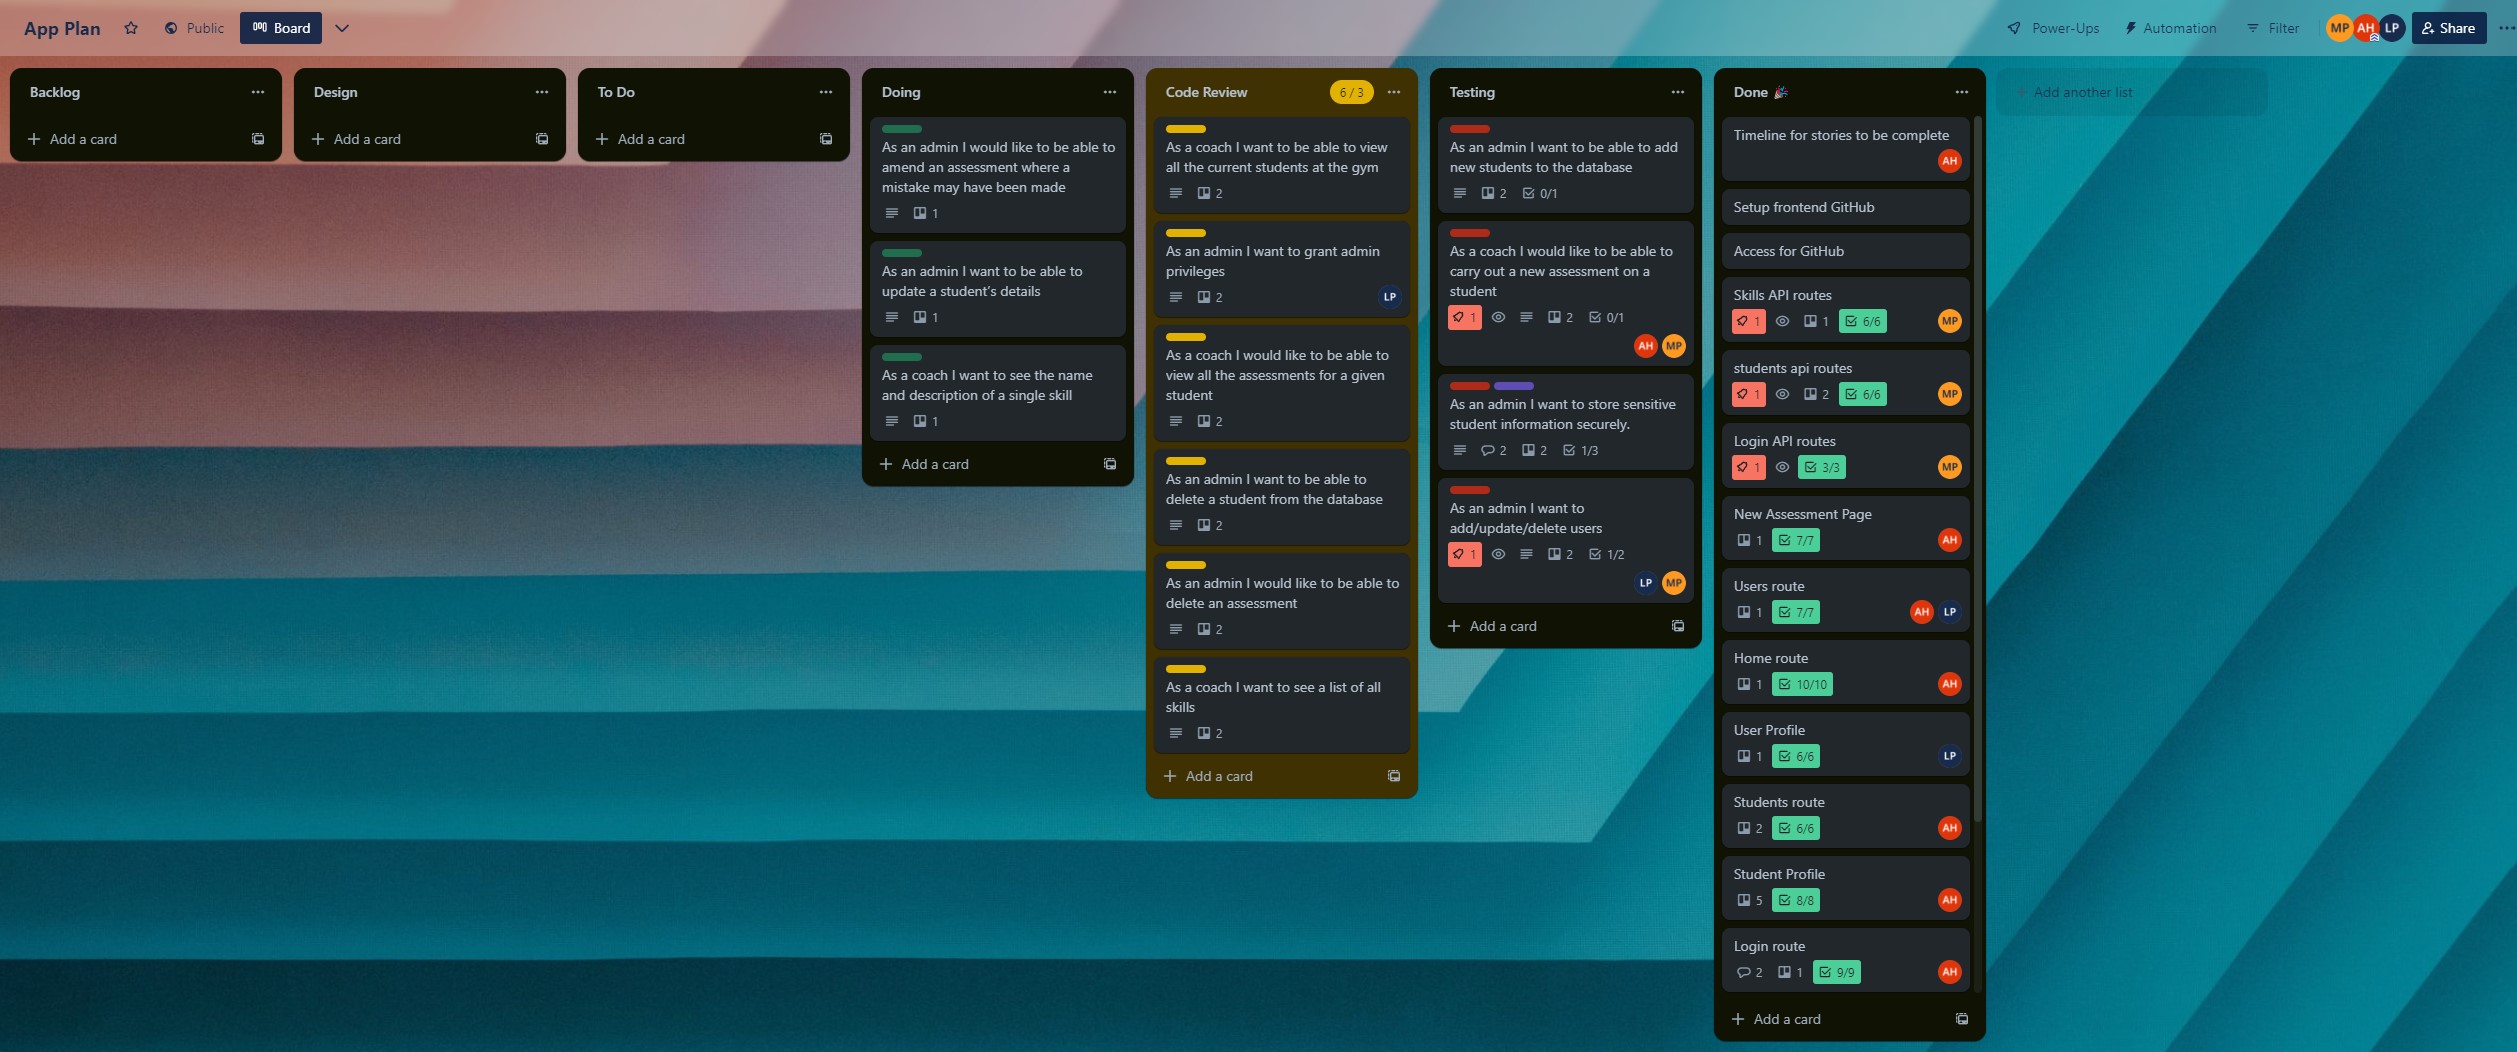 App Plan
Public
Board
Power-Ups
Automation
Filter
MP
AH
LP
Share
Backlog
Add a card
Design
Add a card
To Do
Add a card
Doing
As an admin I would like to be able to
amend an assessment where a
mistake may have been made
1
As an admin I want to be able to
update a student's details
1
As a coach I want to see the name
and description of a single skill
1
Add a card
Code Review
6 / 3
As a coach I want to be able to view
all the current students at the gym
2
As an admin I want to grant admin
privileges
2
LP
As a coach I would like to be able to
view all the assessments for a given
student
2
As an admin I want to be able to
delete a student from the database
2
As an admin I would like to be able to
delete an assessment
2
As a coach I want to see a list of all
skills
2
Add a card
Testing
As an admin I want to be able to add
new students to the database
2 0/1
As a coach I would like to be able to
carry out a new assessment on a
student
1 2 0/1
AH MP
As an admin I want to store sensitive
student information securely.
2 2 1/3
As an admin I want to
add/update/delete users
1 2 1/2
LP MP
Add a card
Done
Timeline for stories to be complete
AH
Setup frontend GitHub
Access for GitHub
Skills API routes
1 1 6/6 MP
students api routes
1 2 6/6 MP
Login API routes
1 3/3 MP
New Assessment Page
1 7/7 AH
Users route
1 7/7 AH LP
Home route
1 10/10 AH
User Profile
1 6/6 LP
Students route
2 6/6 AH
Student Profile
5 8/8 AH
Login route
2 1 9/9 AH
Add a card
Add another list